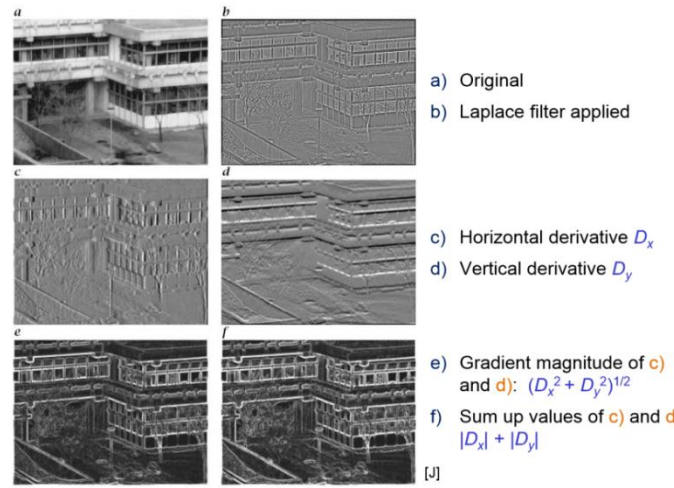 a
b
a) Original
b) Laplace filter applied
c
d
c) Horizontal derivative Dₓ
d) Vertical derivative Dy
e
f
e) Gradient magnitude of c)
and d): (Dₓ² + Dy²)¹/²
f) Sum up values of c) and d
|Dₓ| + |Dy|
[J]